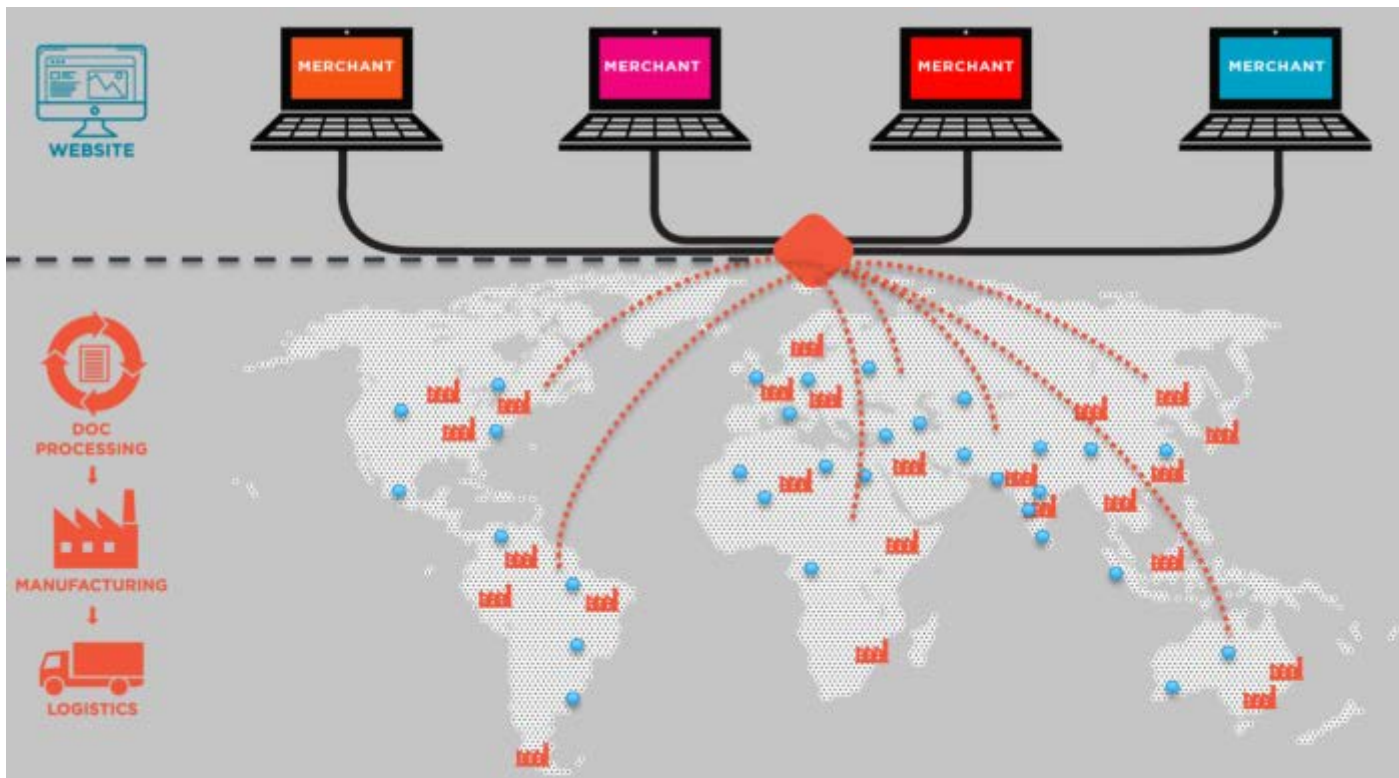 MERCHANT
MERCHANT
MERCHANT
MERCHANT
WEBSITE
DOC
PROCESSING
MANUFACTURING
LOGISTICS